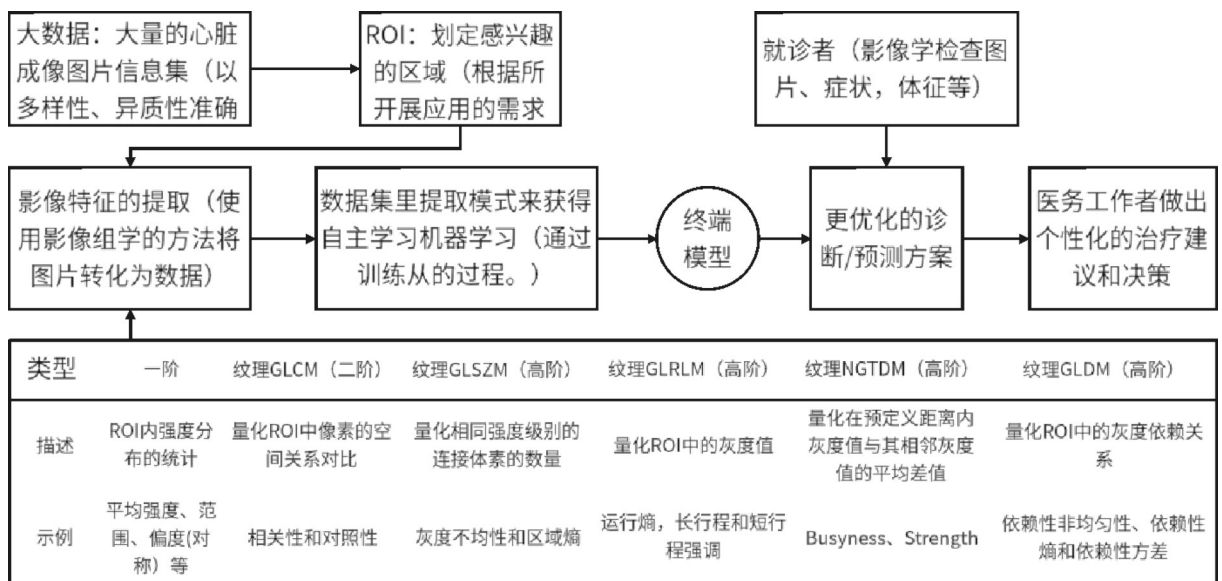 大数据：大量的心脏
成像图片信息集（以
多样性、异质性准确
ROI：划定感兴趣
的区域（根据所
开展应用的需求
就诊者（影像学检查图
片、症状，体征等）
影像特征的提取（使
用影像组学的方法将
图片转化为数据）
数据集里提取模式来获得
自主学习机器学习（通过
训练从的过程。）
终端
模型
更优化的诊
断/预测方案
医务工作者做出
个性化的治疗建
议和决策
类型
一阶
纹理GLCM（二阶）
纹理GLSZM（高阶）
纹理GLRLM（高阶）
纹理NGTDM（高阶）
纹理GLDM（高阶）
描述
ROI内强度分
布的统计
量化ROI中像素的空
间关系对比
量化相同强度级别的
连接体素的数量
量化ROI中的灰度值
量化在预定义距离内
灰度值与其相邻灰度
值的平均差值
量化ROI中的灰度依赖关
系
示例
平均强度、范
围、偏度(对
称）等
相关性和对照性
灰度不均性和区域熵
运行熵，长行程和短行
程强调
Busyness、Strength
依赖性非均匀性、依赖性
熵和依赖性方差